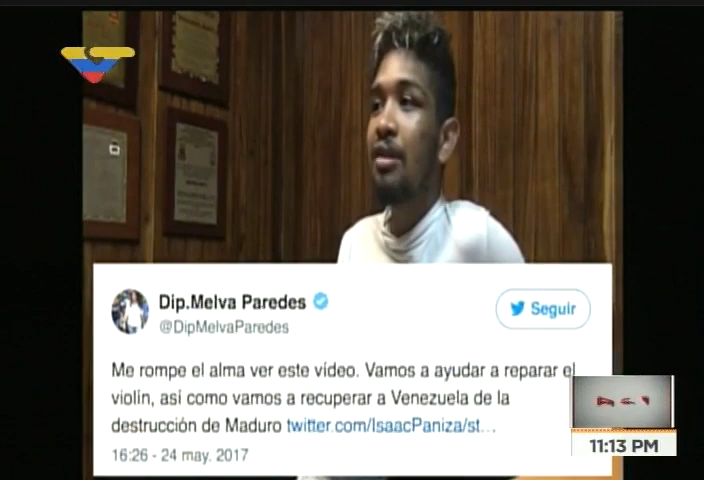 Dip.Melva Paredes
@DipMelvaParedes
Seguir
Me rompe el alma ver este vídeo. Vamos a ayudar a reparar el
violín, así como vamos a recuperar a Venezuela de la
destrucción de Maduro twitter.com/IsaacPaniza/st...
16:26 - 24 may. 2017
11:13 PM